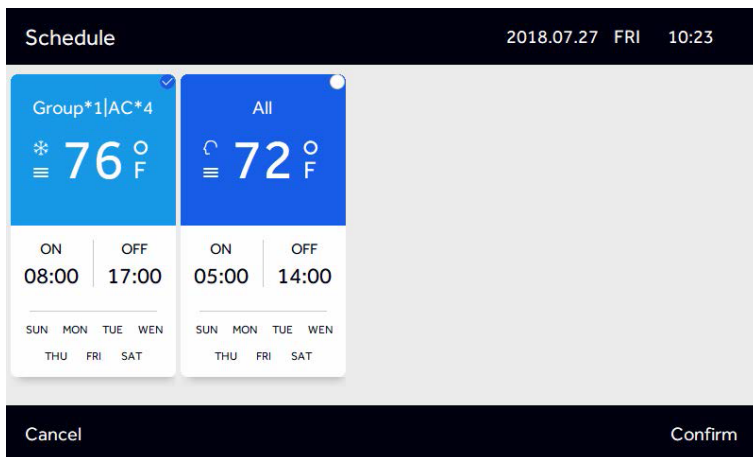 Schedule 2018.07.27 FRI 10:23
Group*1|AC*4
76 °F
ON OFF
08:00 17:00
SUN MON TUE WEN
THU FRI SAT
All
72 °F
ON OFF
05:00 14:00
SUN MON TUE WEN
THU FRI SAT
Cancel Confirm